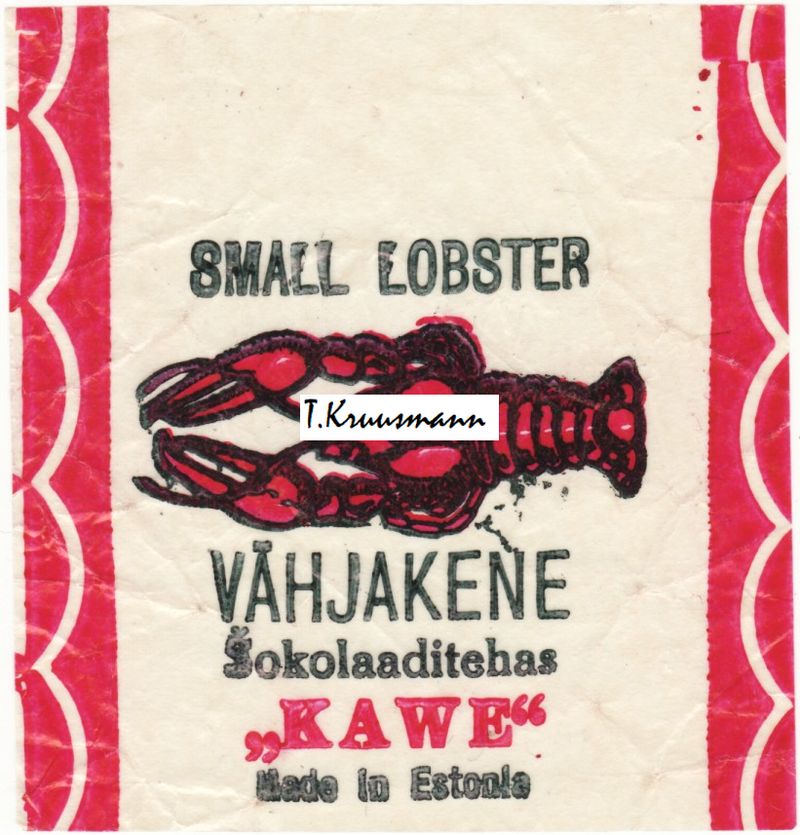 SMALL LOBSTER
T.Kruusmann
VÄHJAKENE
Šokolaaditehas
„KAWE“
Made in Estonia